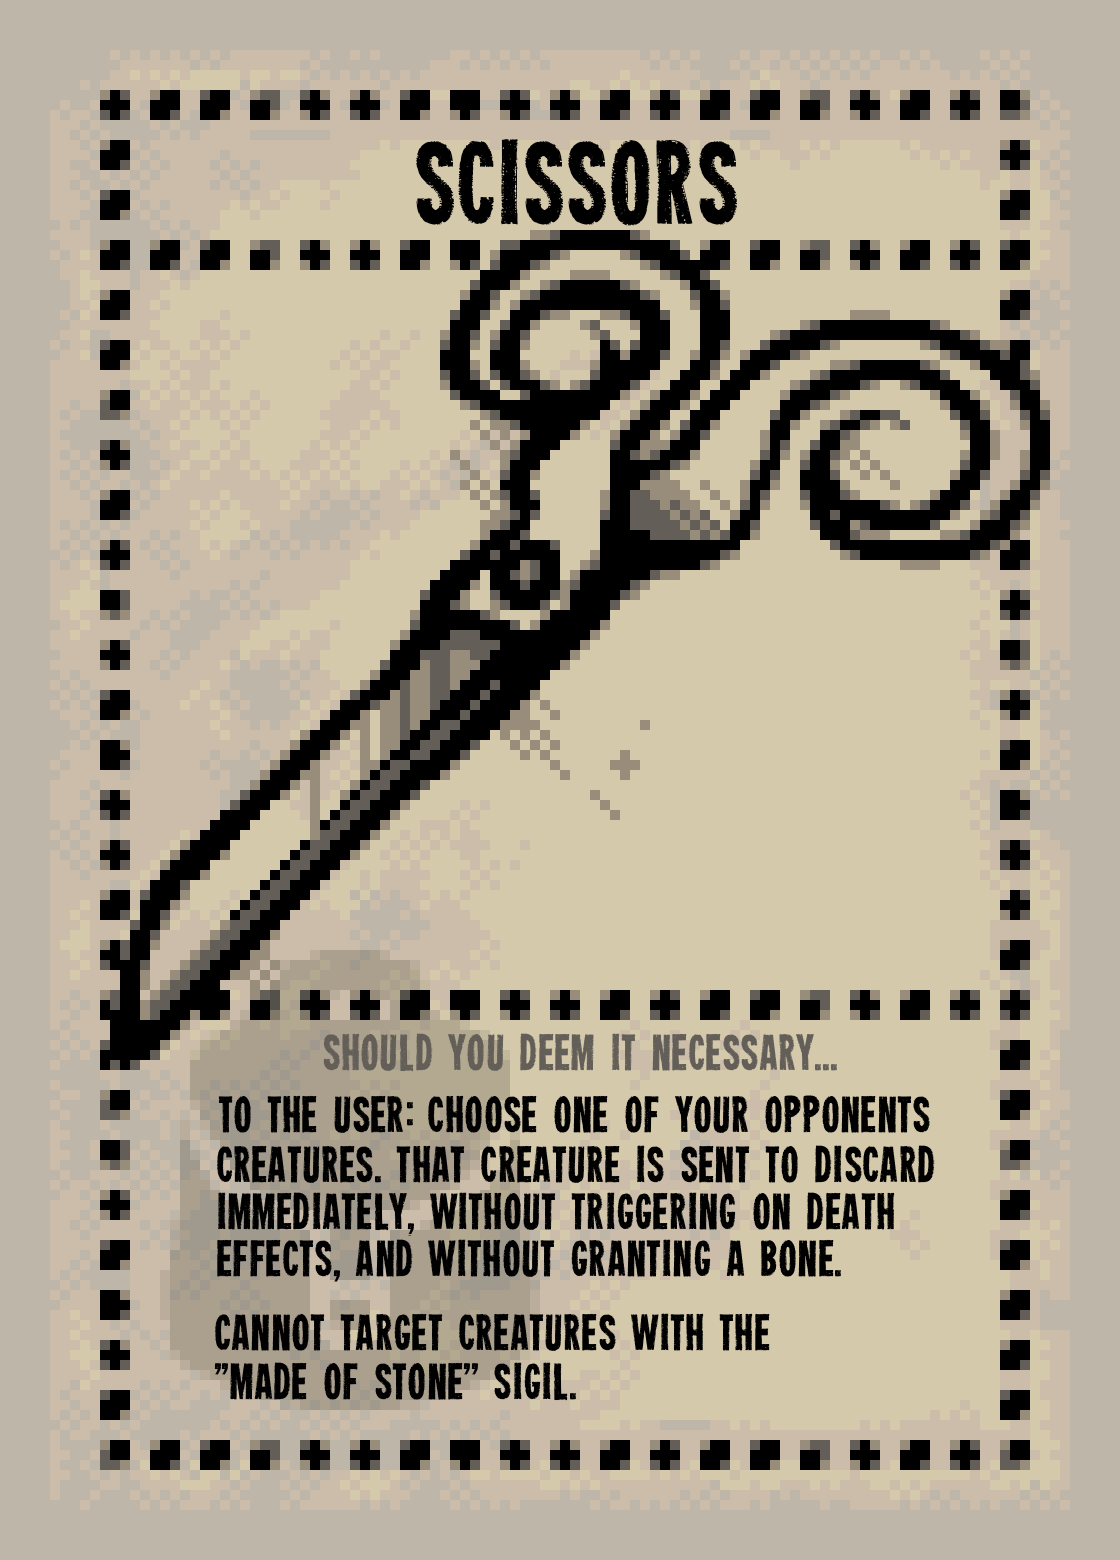 SCISSORS
SHOULD YOU DEEM IT NECESSARY...
TO THE USER: CHOOSE ONE OF YOUR OPPONENTS
CREATURES. THAT CREATURE IS SENT TO DISCARD
IMMEDIATELY, WITHOUT TRIGGERING ON DEATH
EFFECTS, AND WITHOUT GRANTING A BONE.
CANNOT TARGET CREATURES WITH THE
"MADE OF STONE" SIGIL.